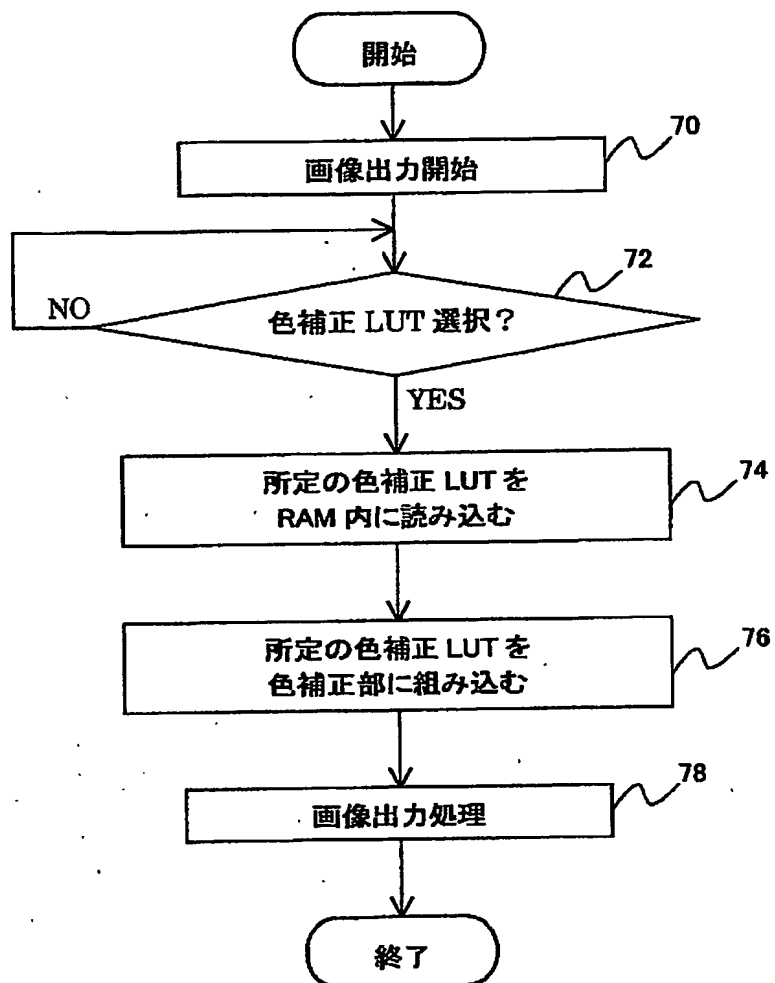 開始
70
画像出力開始
72
NO
色補正 LUT 選択？
YES
74
所定の色補正 LUT を
RAM 内に読み込む
76
所定の色補正 LUT を
色補正部に組み込む
78
画像出力処理
終了